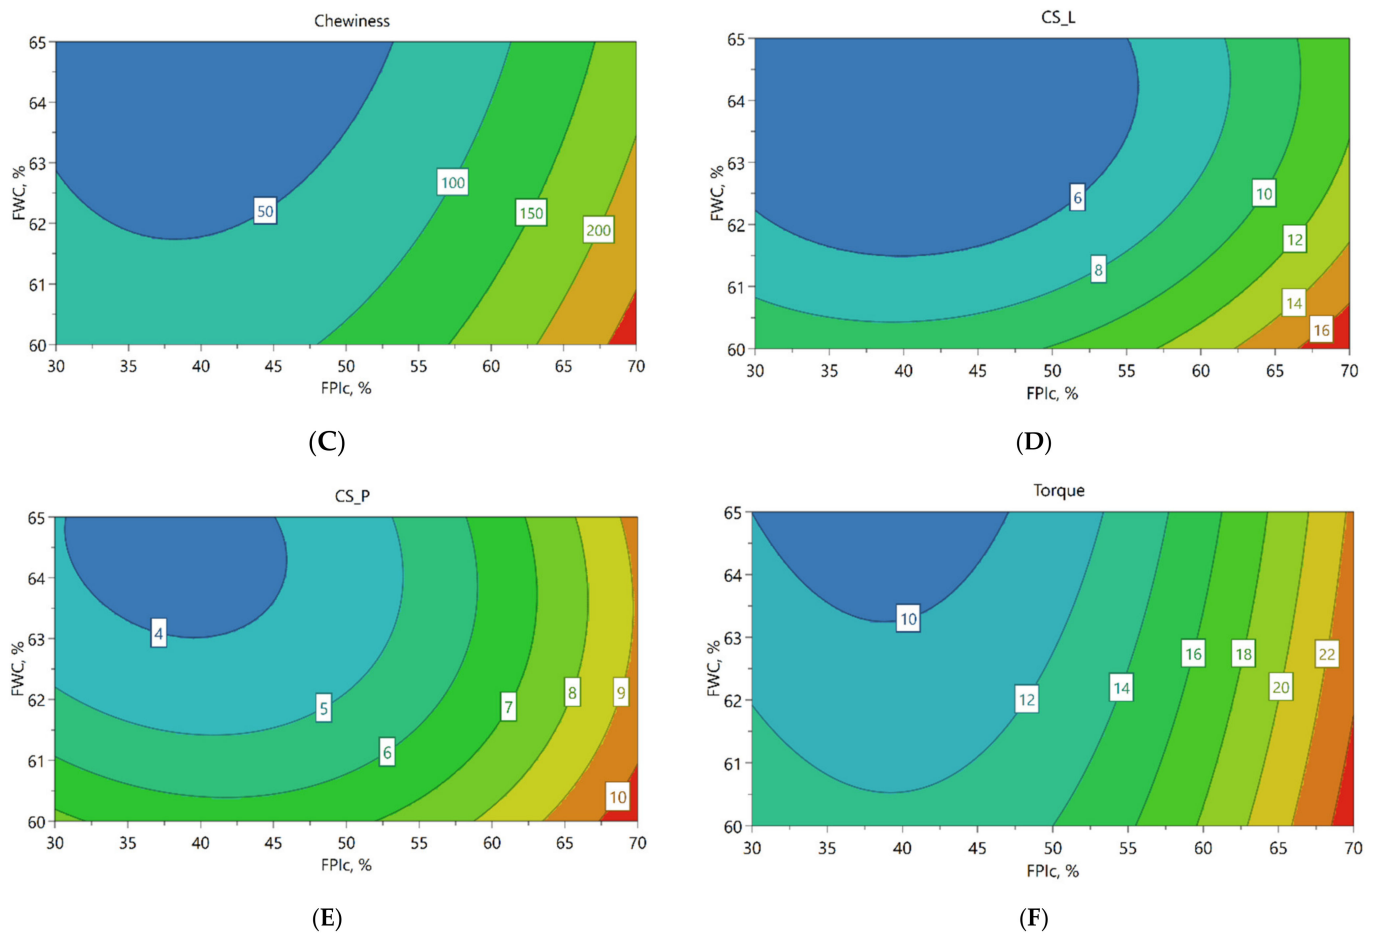 Chewiness
65
64
63
62
61
60
FWC, %
50
100
150
200
30 35 40 45 50 55 60 65 70
FPIc, %
(C)
CS_L
65
64
63
62
61
60
FWC, %
6
8
10
12
14
16
30 35 40 45 50 55 60 65 70
FPIc, %
(D)
CS_P
65
64
63
62
61
60
FWC, %
4
5
6
7
8
9
10
30 35 40 45 50 55 60 65 70
FPIc, %
(E)
Torque
65
64
63
62
61
60
FWC, %
10
12
14
16
18
20
22
30 35 40 45 50 55 60 65 70
FPIc, %
(F)